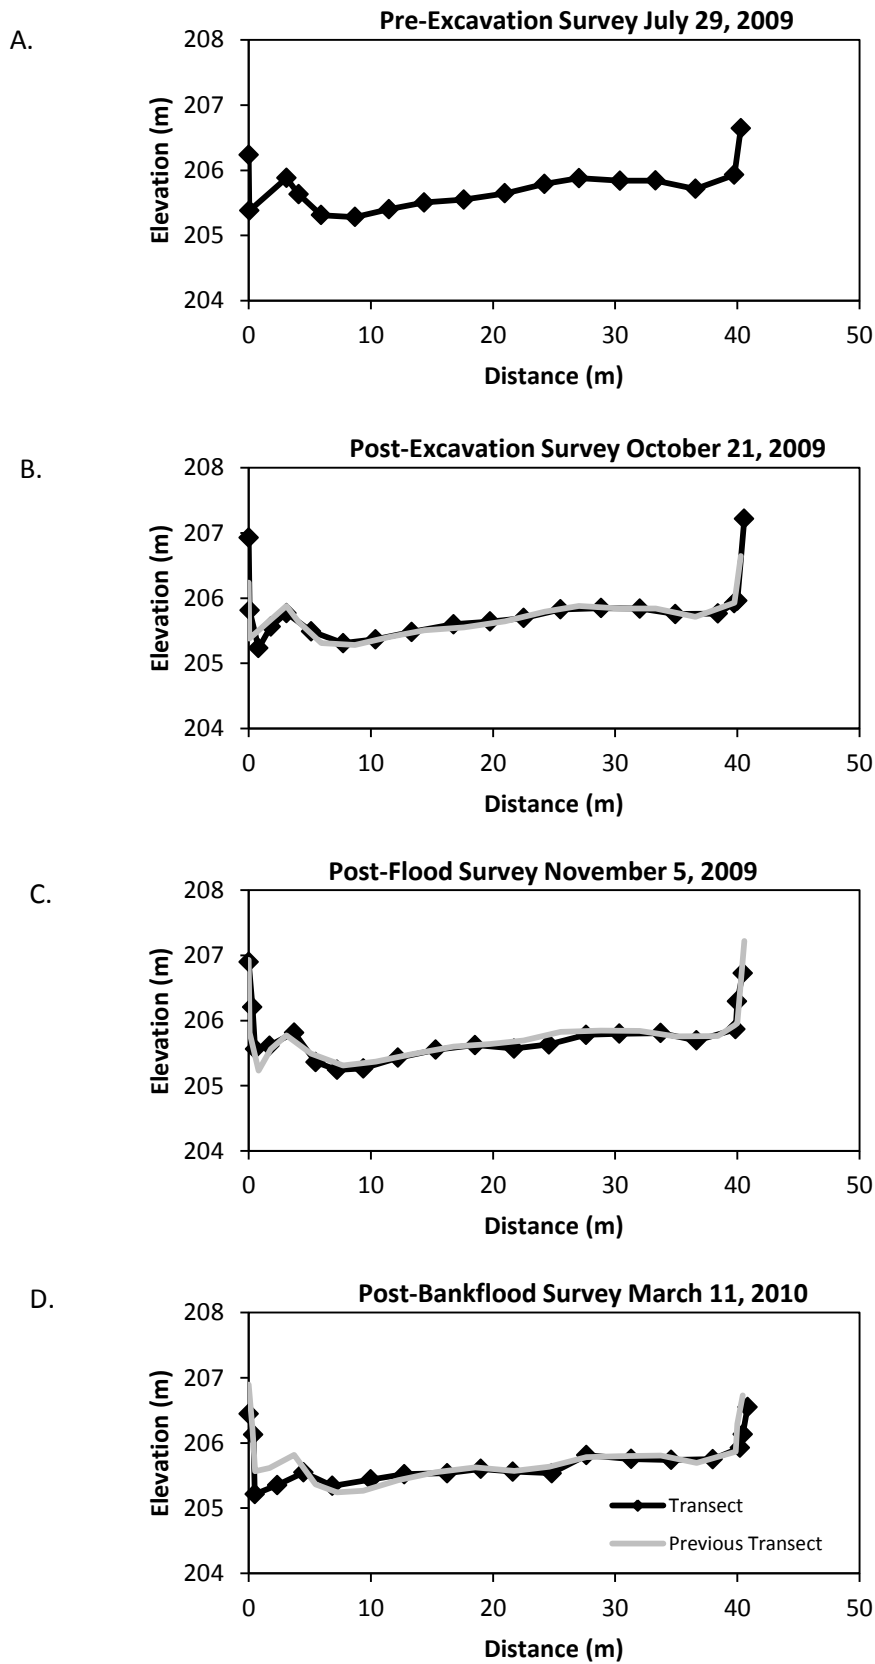 A.
Pre-Excavation Survey July 29, 2009
208
207
206
205
204
Elevation (m)
0 10 20 30 40 50
Distance (m)
B.
Post-Excavation Survey October 21, 2009
208
207
206
205
204
Elevation (m)
0 10 20 30 40 50
Distance (m)
C.
Post-Flood Survey November 5, 2009
208
207
206
205
204
Elevation (m)
0 10 20 30 40 50
Distance (m)
D.
Post-Bankflood Survey March 11, 2010
208
207
206
205
204
Elevation (m)
Transect
Previous Transect
0 10 20 30 40 50
Distance (m)